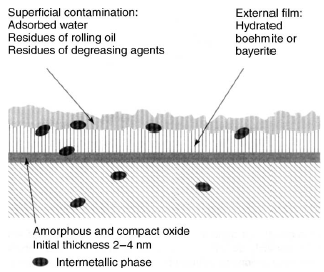 Superficial contamination:
Adsorbed water
Residues of rolling oil
Residues of degreasing agents
External film:
Hydrated
boehmite or
bayerite
Amorphous and compact oxide
Initial thickness 2–4 nm
Intermetallic phase